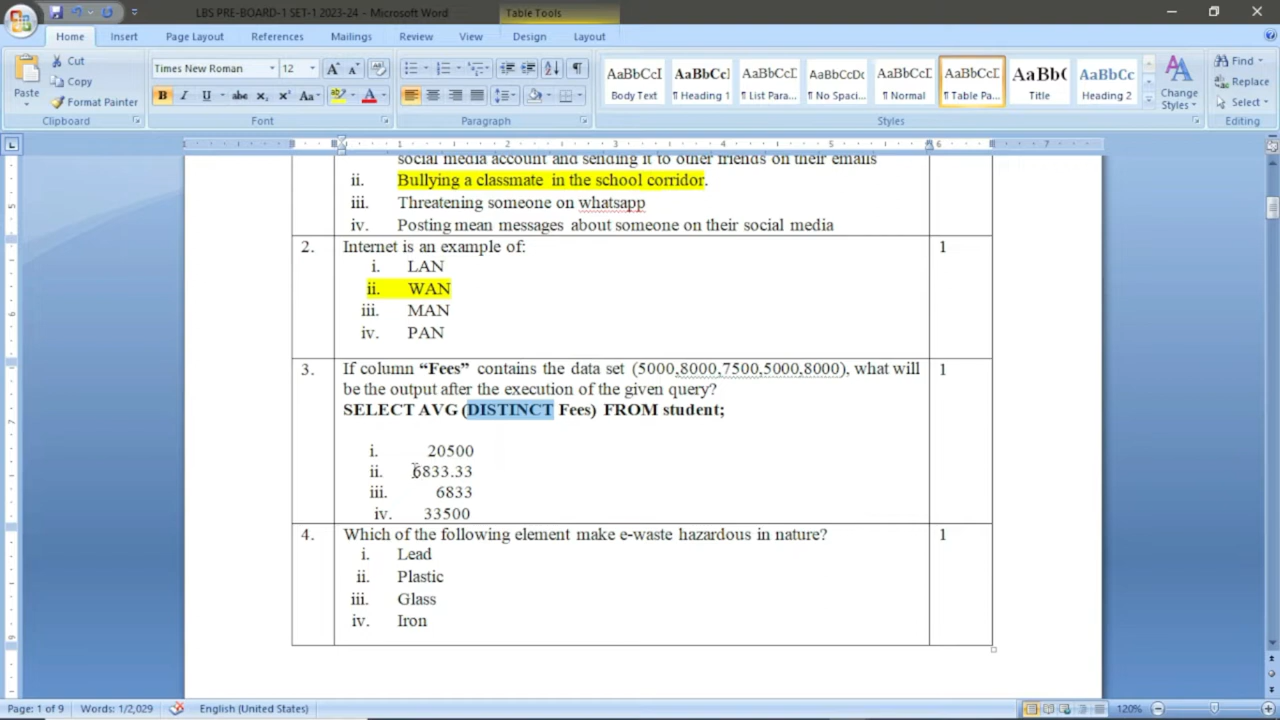 LBS PRE-BOARD-1 SET-1 2023-24 - Microsoft Word
Table Tools
Home Insert Page Layout References Mailings Review View Design Layout
Paste
Cut
Copy
Format Painter
Clipboard
Times New Roman 12
Font
Paragraph
AaBbCcI AaBbCc] AaBbCcD AaBbCcDc AaBbCcD AaBbCcD AaBb( AaBbCc
Body Text ¶ Heading 1 ¶ List Para... ¶ No Spaci... ¶ Normal ¶ Table Pa... Title Heading 2
Change Styles
Styles
Find
Replace
Select
Editing
social media account and sending it to other friends on their emails
ii. Bullying a classmate in the school corridor.
iii. Threatening someone on whatsapp
iv. Posting mean messages about someone on their social media
2. Internet is an example of: 1
i. LAN
ii. WAN
iii. MAN
iv. PAN
3. If column “Fees” contains the data set (5000,8000,7500,5000,8000), what will 1
be the output after the execution of the given query?
SELECT AVG (DISTINCT Fees) FROM student;
i. 20500
ii. 6833.33
iii. 6833
iv. 33500
4. Which of the following element make e-waste hazardous in nature? 1
i. Lead
ii. Plastic
iii. Glass
iv. Iron
Page: 1 of 9 Words: 1/2,029 English (United States) 120%